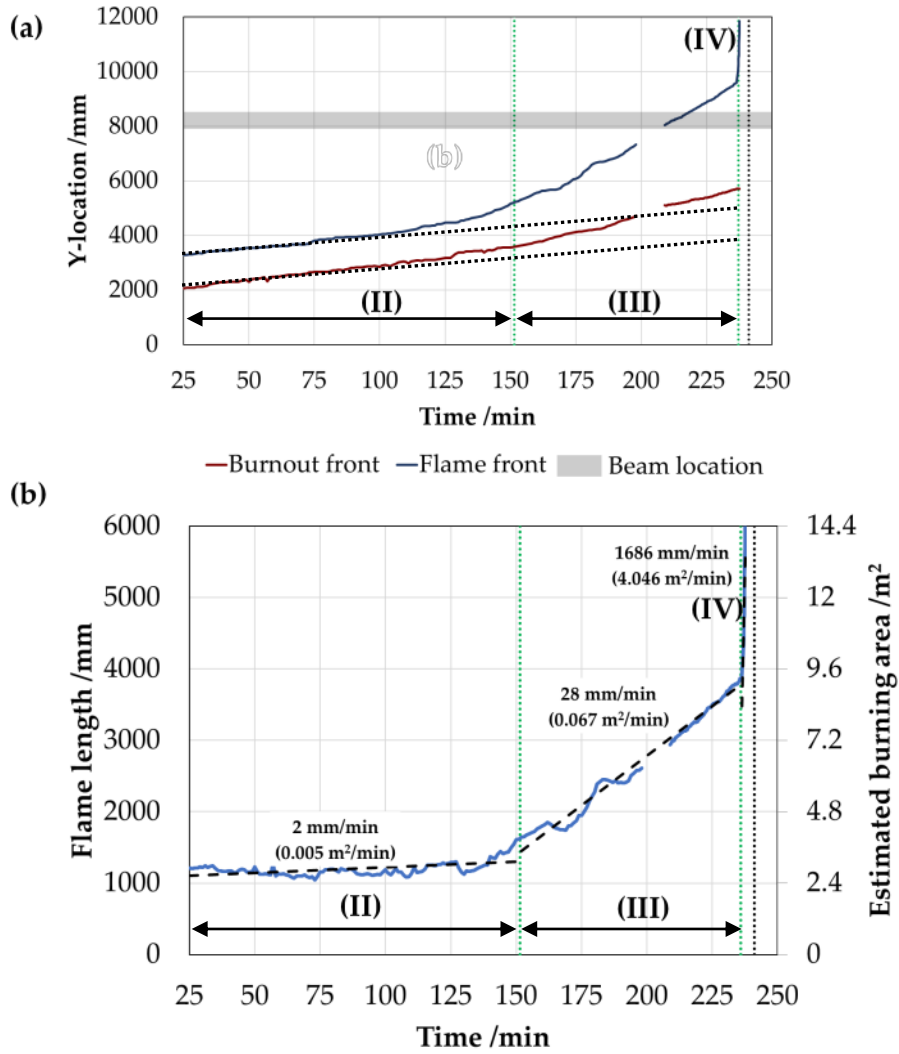 (a)
12000
10000
8000
6000
4000
2000
0
Y-location /mm
(IV)
(b)
(II)
(III)
25 50 75 100 125 150 175 200 225 250
Time /min
Burnout front Flame front Beam location
(b)
6000
5000
4000
3000
2000
1000
0
Flame length /mm
14.4
12
9.6
7.2
4.8
2.4
0
Estimated burning area /m²
1686 mm/min
(4.046 m²/min)
(IV)
28 mm/min
(0.067 m²/min)
2 mm/min
(0.005 m²/min)
(II)
(III)
25 50 75 100 125 150 175 200 225 250
Time /min